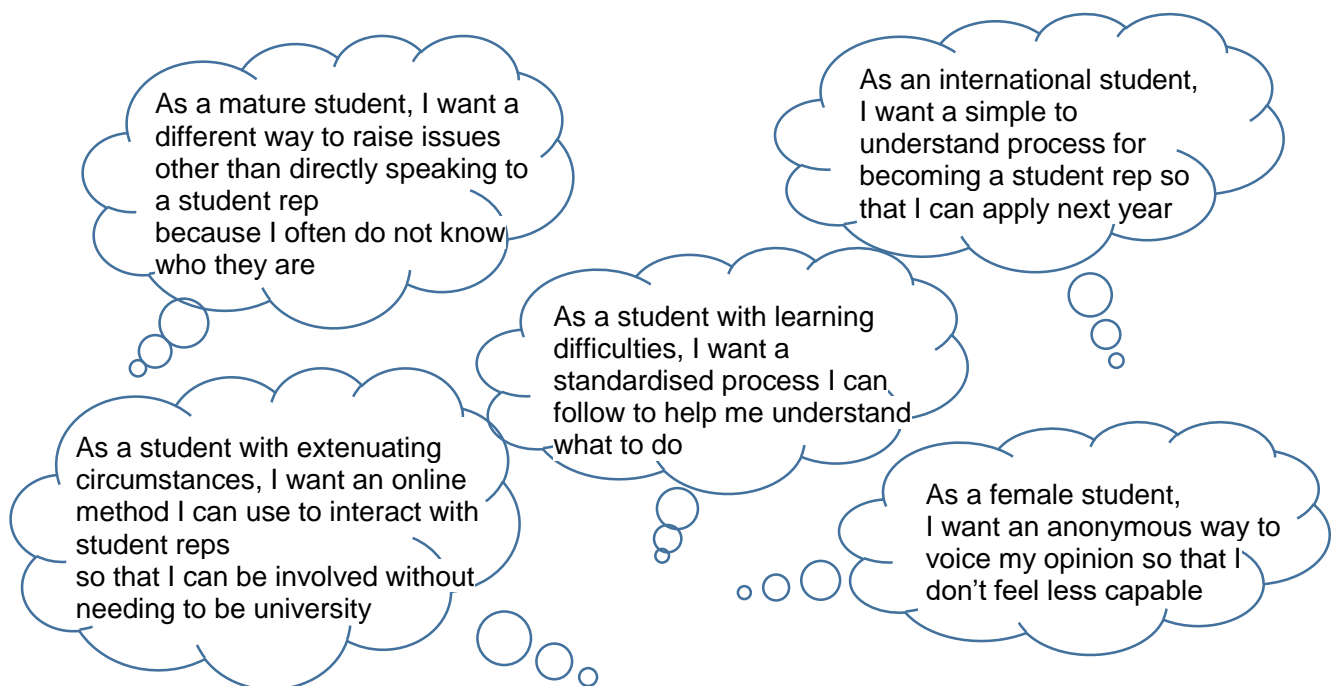 As a mature student, I want a
different way to raise issues
other than directly speaking to
a student rep
because I often do not know
who they are
As an international student,
I want a simple to
understand process for
becoming a student rep so
that I can apply next year
As a student with learning
difficulties, I want a
standardised process I can
follow to help me understand
what to do
As a student with extenuating
circumstances, I want an online
method I can use to interact with
student reps
so that I can be involved without
needing to be university
As a female student,
I want an anonymous way to
voice my opinion so that I
don’t feel less capable